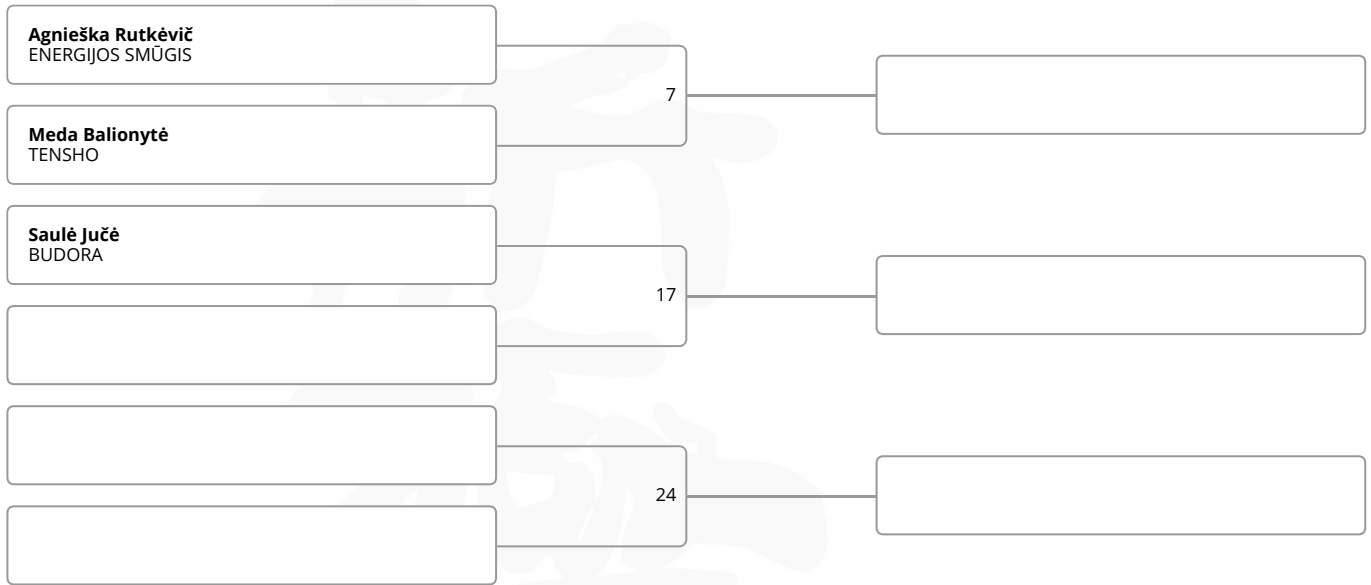 Agnieška Rutkėvič
ENERGIJOS SMŪGIS
7
Meda Balionytė
TENSHO
Saulė Jučė
BUDORA
17
24